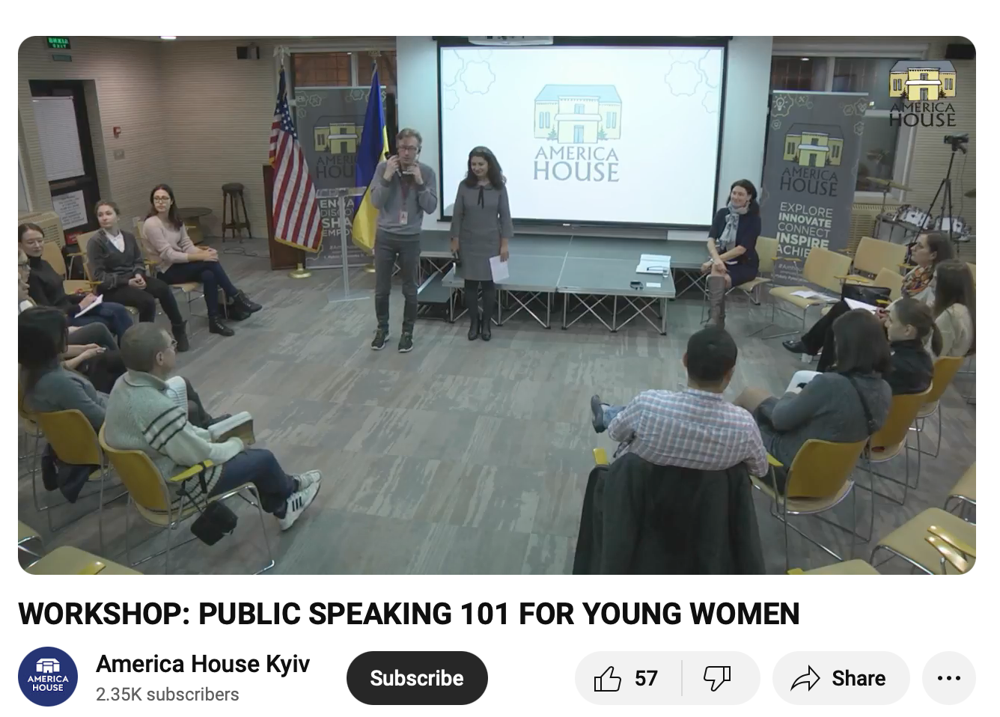 AMERICA
HOUSE
AMERICA
HOUSE
AMERICA
HOUSE
EXPLORE
INNOVATE
CONNECT
INSPIRE
WORKSHOP: PUBLIC SPEAKING 101 FOR YOUNG WOMEN
AMERICA
HOUSE
America House Kyiv
2.35K subscribers
Subscribe
57
Share